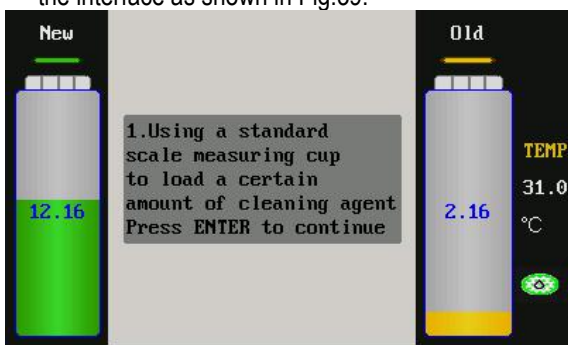 the interface as shown in Fig.
New
Old
1.Using a standard
scale measuring cup
to load a certain
amount of cleaning agent
Press ENTER to continue
12.16
2.16
TEMP
31.0
°C